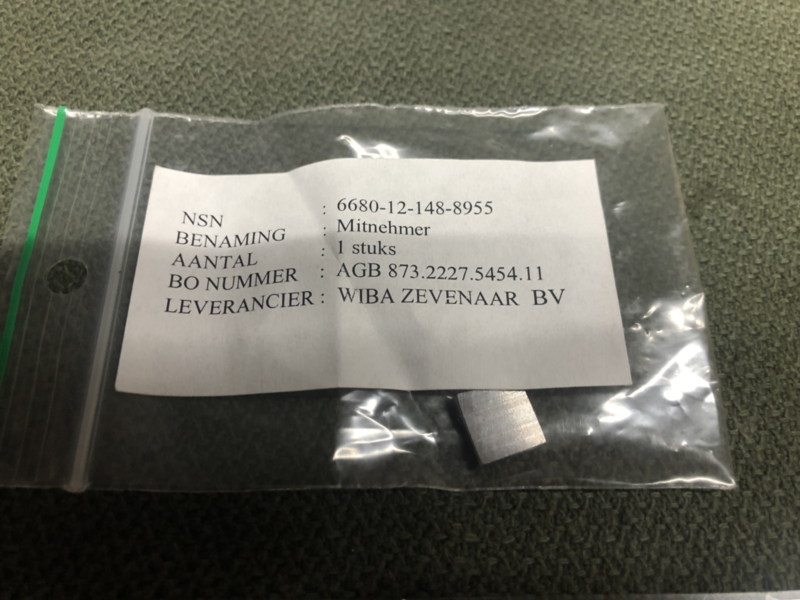 NSN : 6680-12-148-8955
BENAMING : Mitnehmer
AANTAL : 1 stuks
BO NUMMER : AGB 873.2227.5454.11
LEVERANCIER : WIBA ZEVENAAR BV